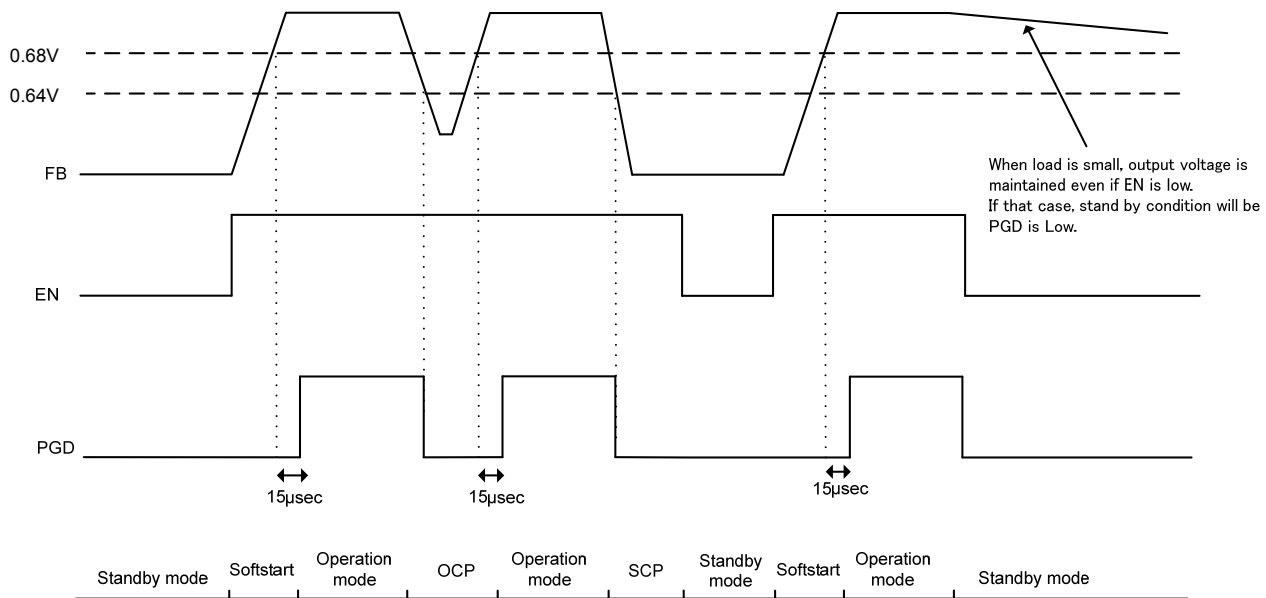 0.68V
0.64V
FB
When load is small, output voltage is
maintained even if EN is low.
If that case, stand by condition will be
PGD is Low.
EN
PGD
15µsec
15µsec
15µsec
Standby mode
Softstart
Operation
mode
OCP
Operation
mode
SCP
Standby
mode
Softstart
Operation
mode
Standby mode